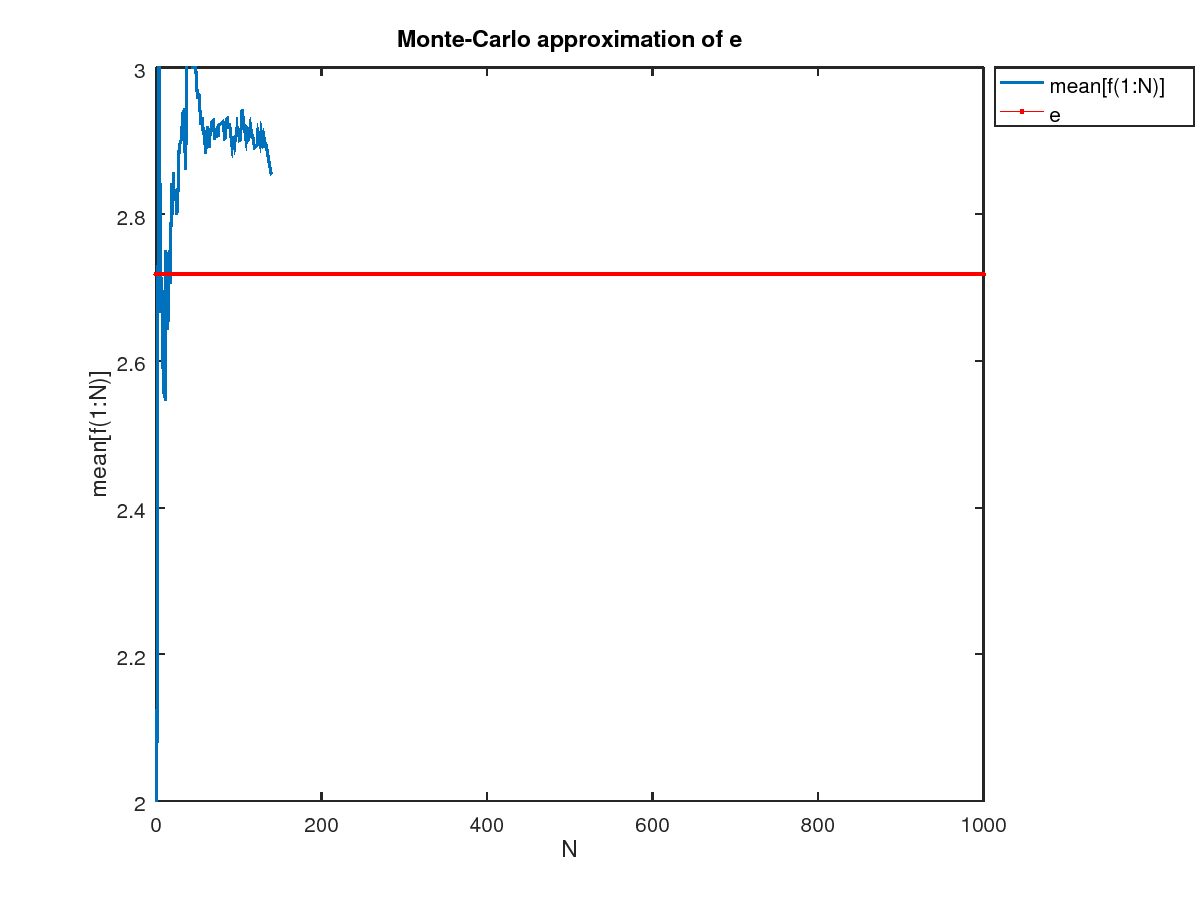 Monte-Carlo approximation of e
mean[f(1:N)]
e
3
2.8
2.6
2.4
2.2
2
mean[f(1:N)]
0 200 400 600 800 1000
N